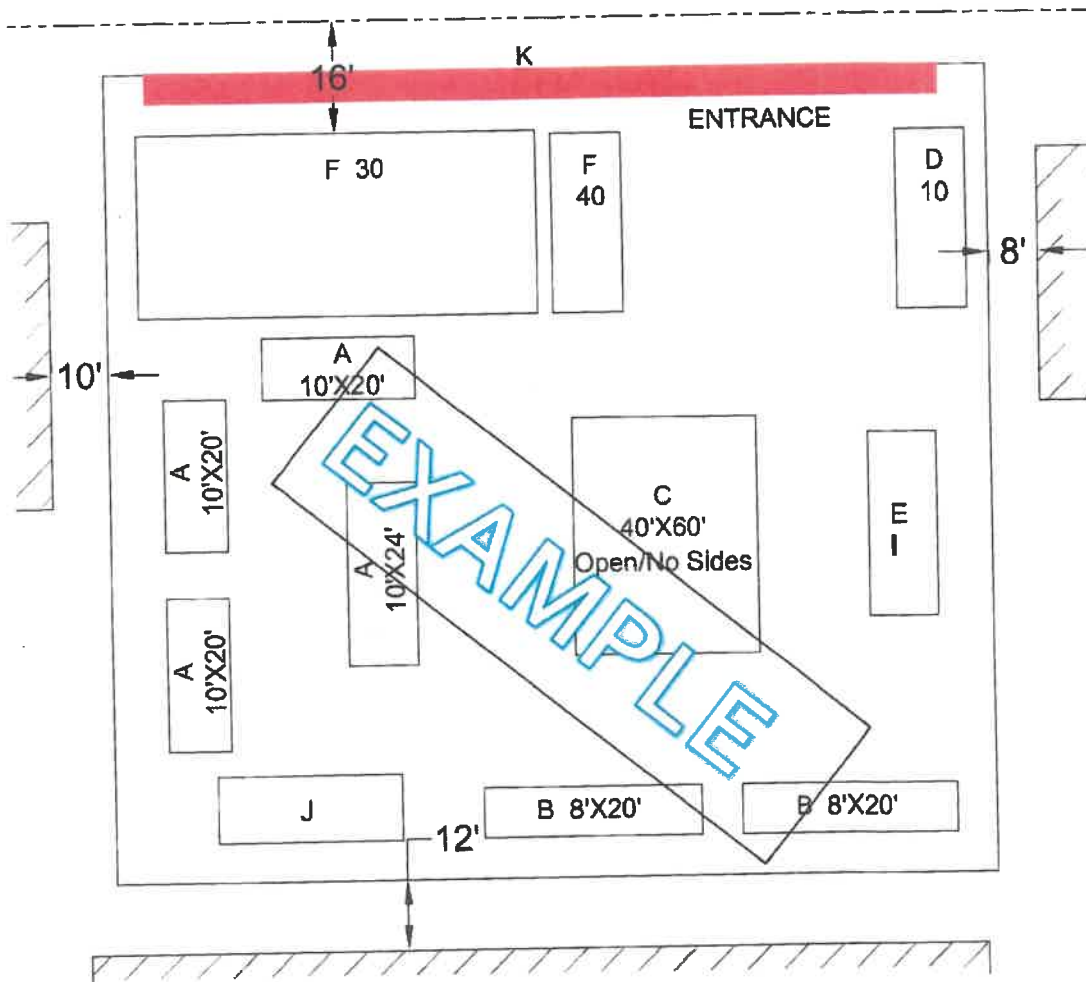 K
16'
ENTRANCE
F 30
F
40
D
10
8'
10'
A
10'X20'
A
10'X20'
A
10'X24'
C
40'X60'
Open/No Sides
E
I
A
10'X20'
EXAMPLE
J
B 8'X20'
B 8'X20'
12'